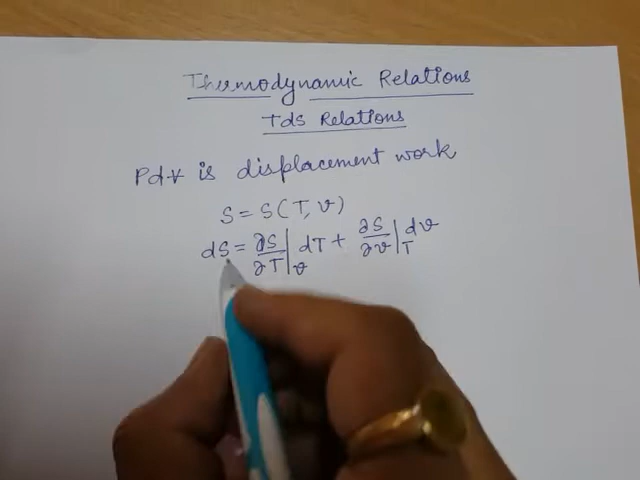 Thermodynamic Relations
Tds Relations
PdV is displacement work
S = S(T, v)
dS = ∂S/∂T|v dT + ∂S/∂v|T dv